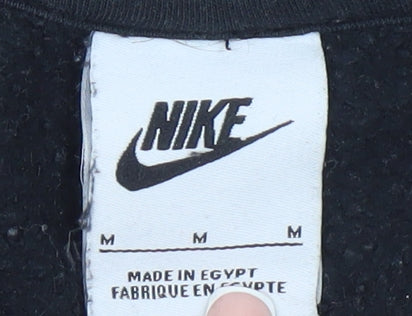 NIKE
M M M
MADE IN EGYPT
FABRIQUE EN EGYPTE